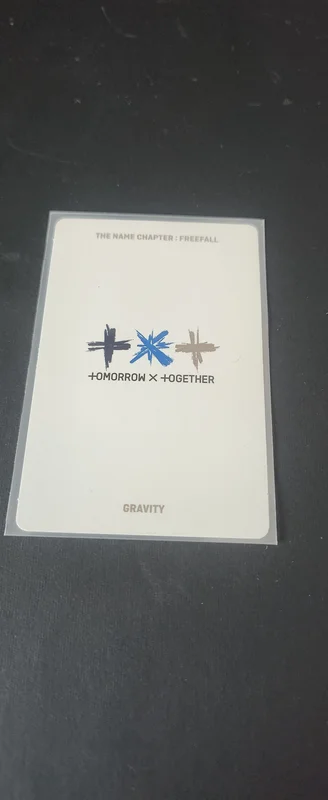 THE NAME CHAPTER : FREEFALL
+×+
+OMORROW × +OGETHER
GRAVITY